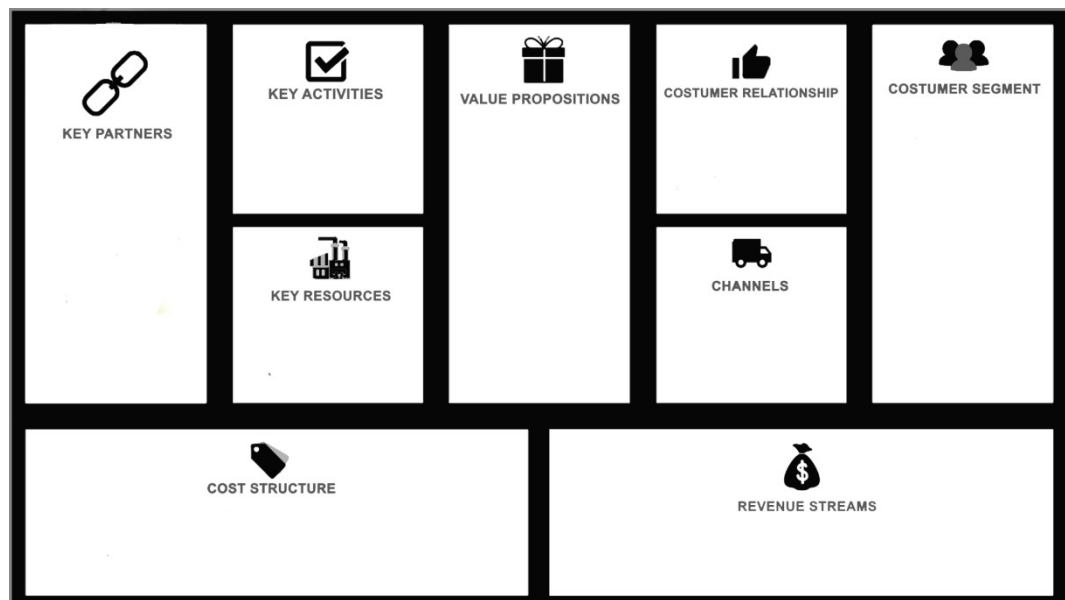 KEY PARTNERS
KEY ACTIVITIES
KEY RESOURCES
VALUE PROPOSITIONS
COSTUMER RELATIONSHIP
CHANNELS
COSTUMER SEGMENT
COST STRUCTURE
$
REVENUE STREAMS